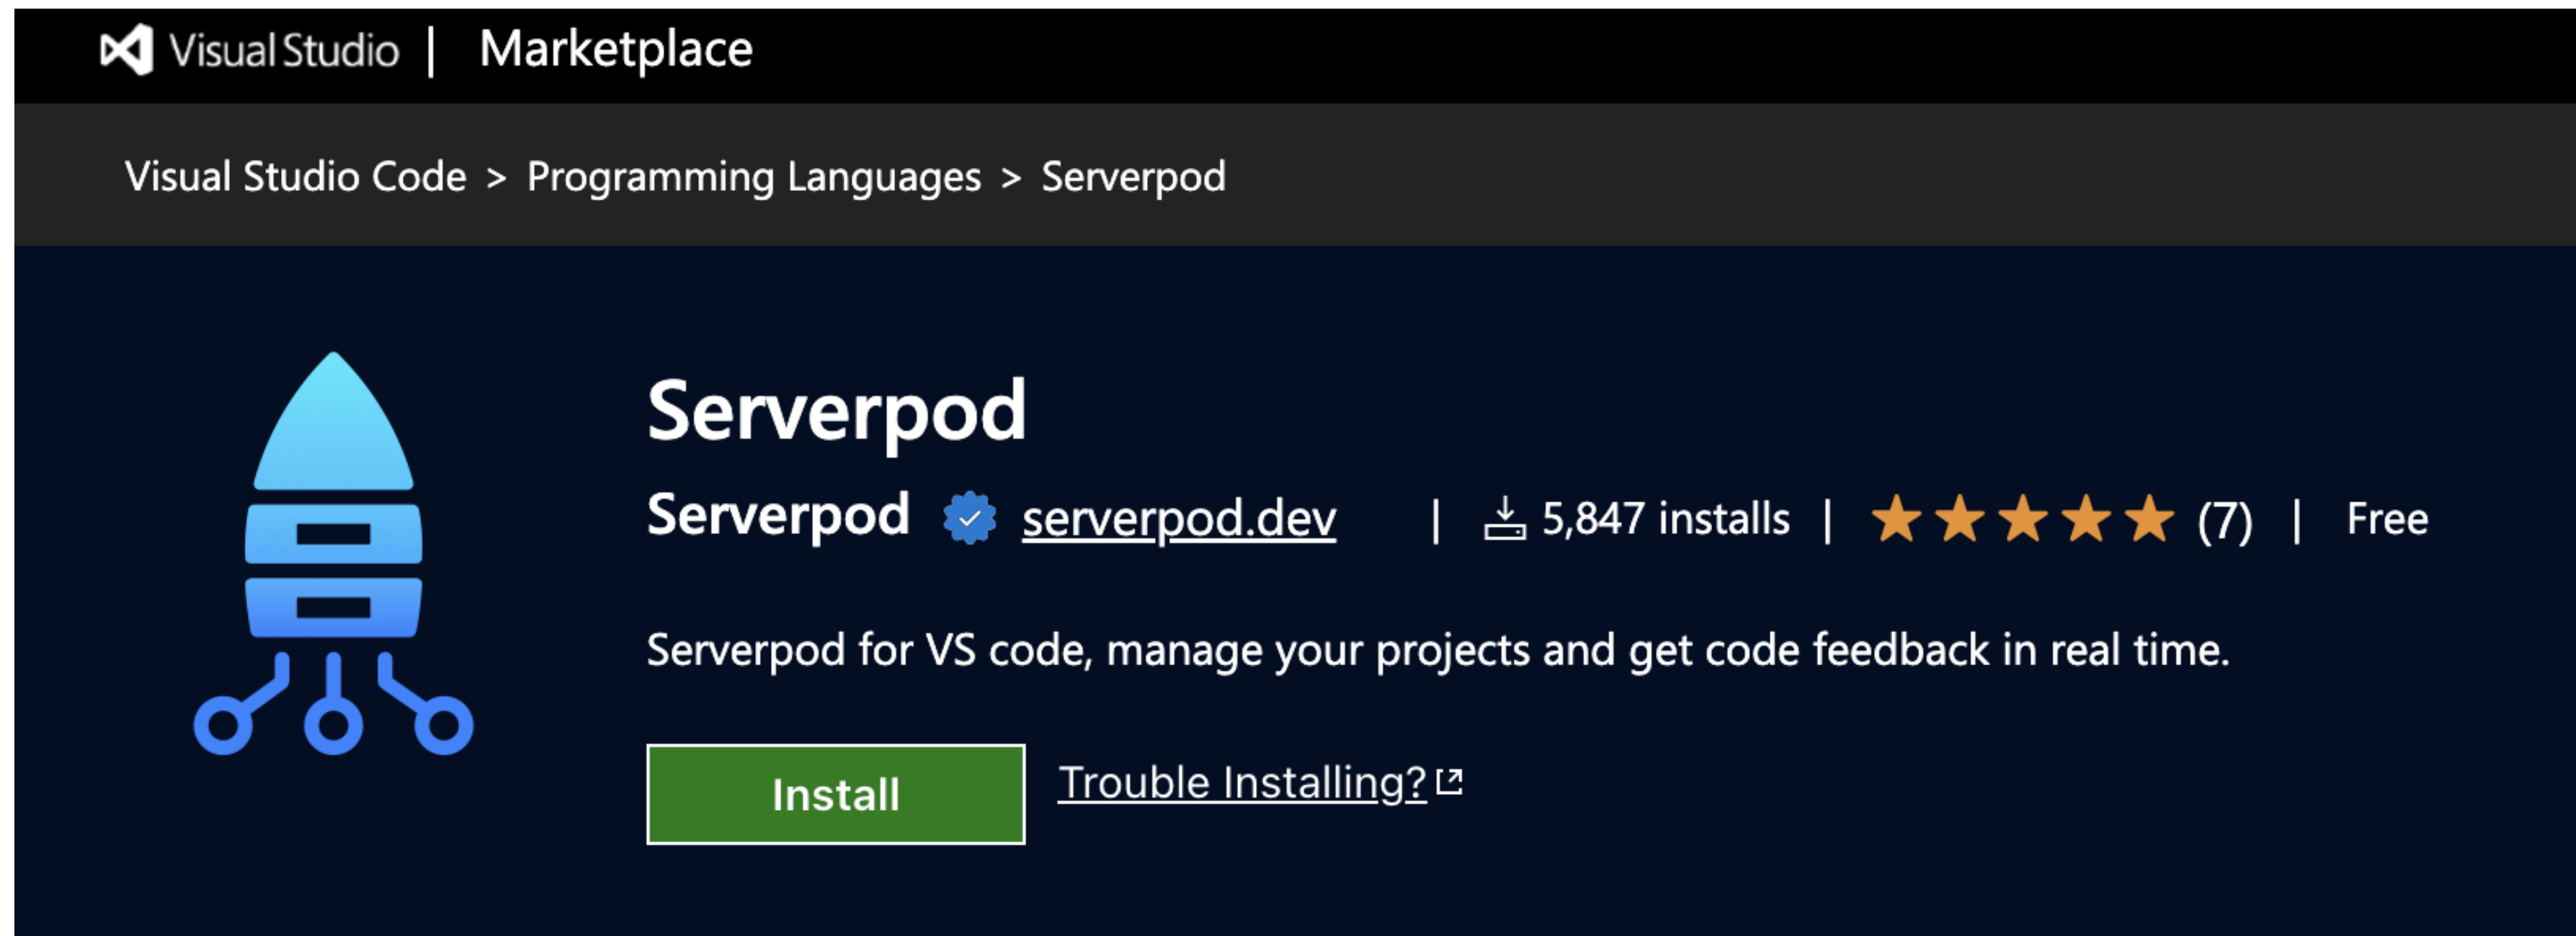 Visual Studio | Marketplace
Visual Studio Code > Programming Languages > Serverpod
Serverpod
Serverpod serverpod.dev | 5,847 installs | ★★★★★ (7) | Free
Serverpod for VS code, manage your projects and get code feedback in real time.
Install Trouble Installing?